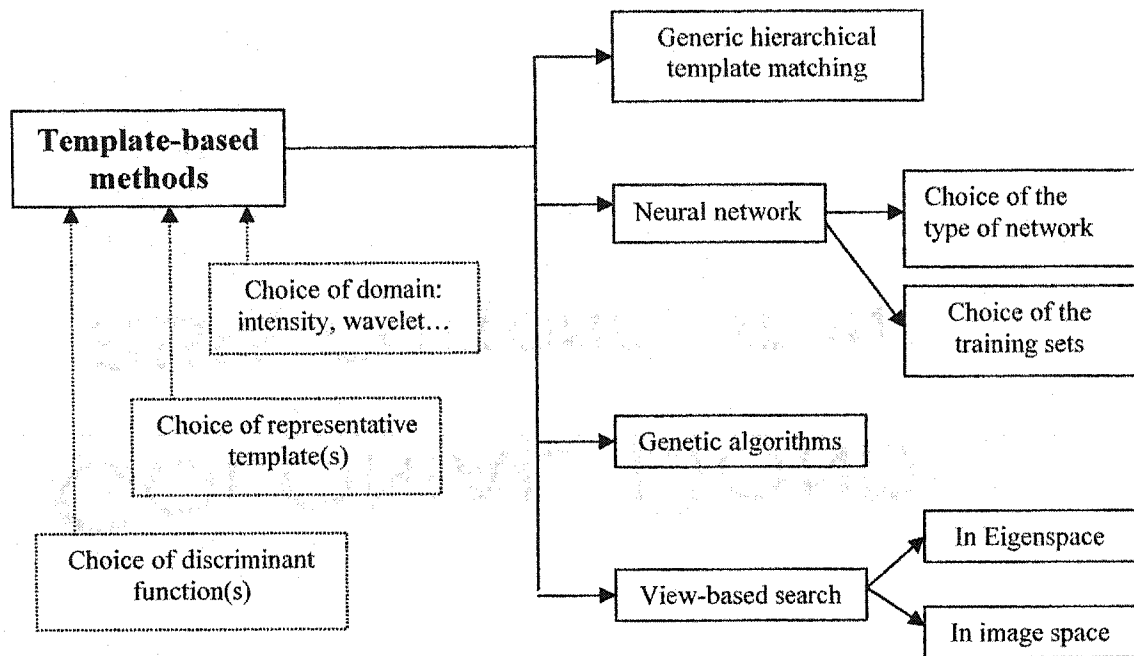 Generic hierarchical
template matching
Template-based
methods
Neural network
Choice of the
type of network
Choice of domain:
intensity, wavelet…
Choice of the
training sets
Choice of representative
template(s)
Genetic algorithms
Choice of discriminant
function(s)
In Eigenspace
View-based search
In image space